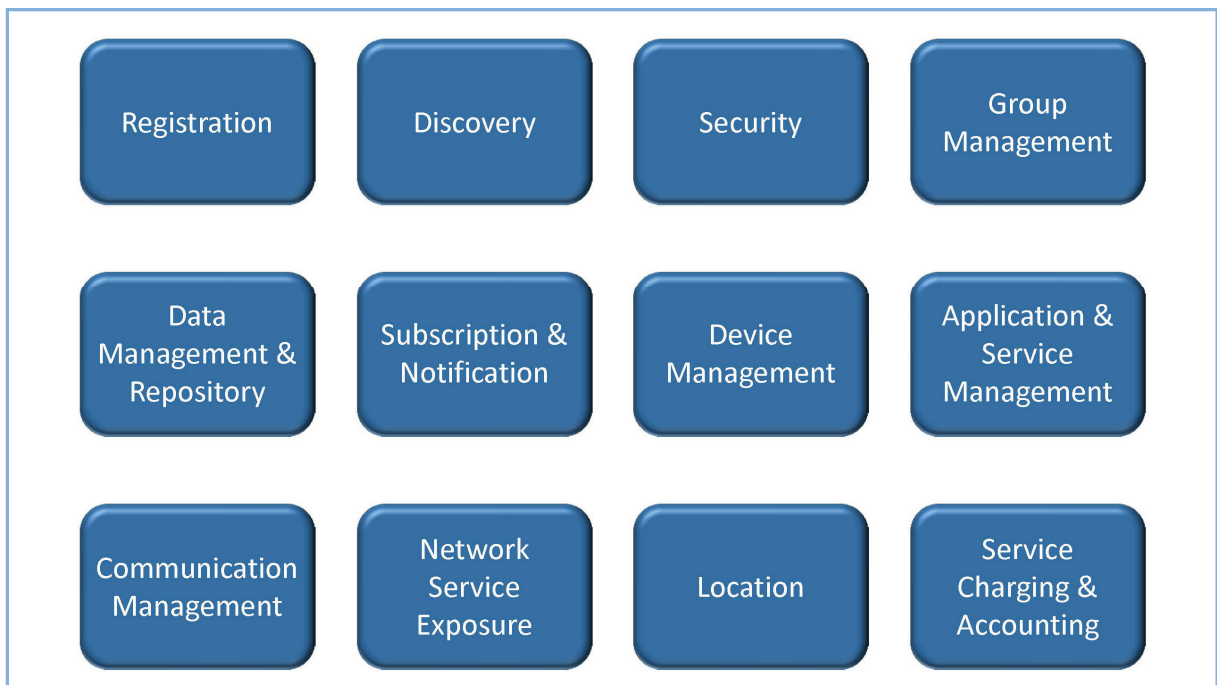 Registration
Discovery
Security
Group
Management
Data
Management &
Repository
Subscription &
Notification
Device
Management
Application &
Service
Management
Communication
Management
Network
Service
Exposure
Location
Service
Charging &
Accounting